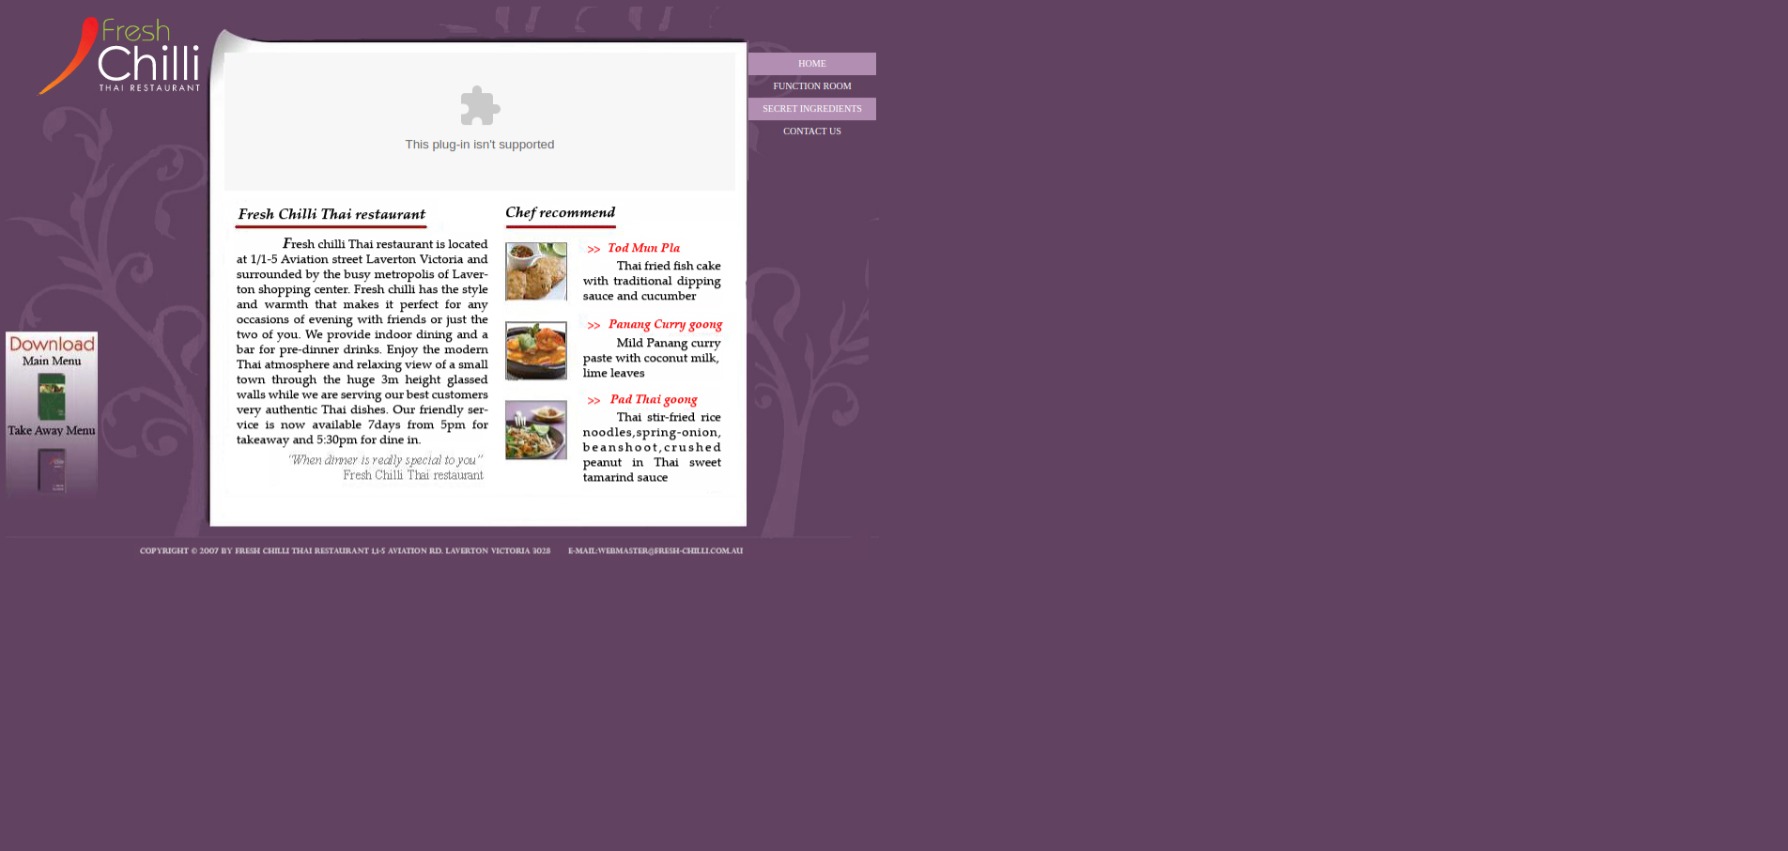 Fresh
Chilli
THAI RESTAURANT
This plug-in isn't supported
HOME
FUNCTION ROOM
SECRET INGREDIENTS
CONTACT US
Fresh Chilli Thai restaurant
Fresh chilli Thai restaurant is located
at 1/1-5 Aviation street Laverton Victoria and
surrounded by the busy metropolis of Laver-
ton shopping center. Fresh chilli has the style
and warmth that makes it perfect for any
occasions of evening with friends or just the
two of you. We provide indoor dining and a
bar for pre-dinner drinks. Enjoy the modern
Thai atmosphere and relaxing view of a small
town through the huge 3m height glassed
walls while we are serving our best customers
very authentic Thai dishes. Our friendly ser-
vice is now available 7days from 5pm for
takeaway and 5:30pm for dine in.
"When dinner is really special to you"
Fresh Chilli Thai restaurant
Chef recommend
>> Tod Mun Pla
Thai fried fish cake
with traditional dipping
sauce and cucumber
>> Panang Curry goong
Mild Panang curry
paste with coconut milk,
lime leaves
>> Pad Thai goong
Thai stir-fried rice
noodles,spring-onion,
beanshoot,crushed
peanut in Thai sweet
tamarind sauce
Download
Main Menu
Take Away Menu
COPYRIGHT © 2007 BY FRESH CHILLI THAI RESTAURANT 1,1-5 AVIATION RD. LAVERTON VICTORIA 3028 E-MAIL:WEBMASTER@FRESH-CHILLI.COM.AU